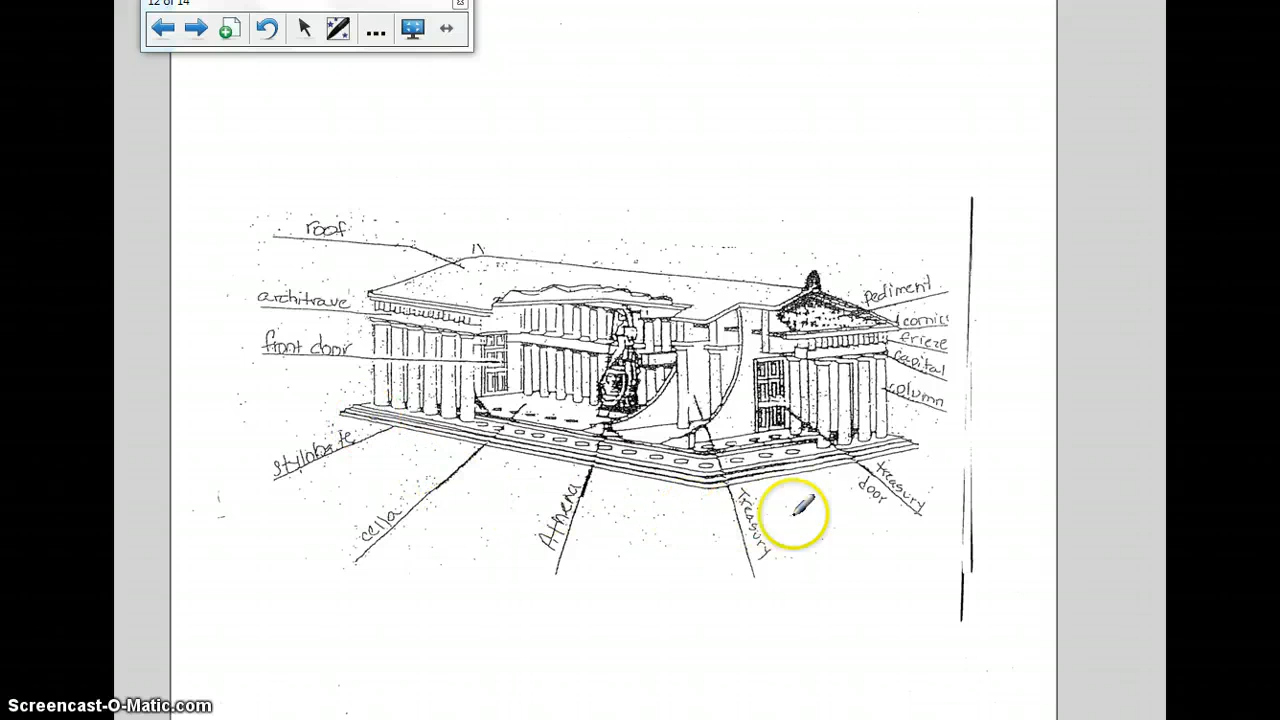 12 of 14
roof
architrave
front door
stylobate
cella
Athena
Treasury
treasury
door
pediment
cornice
frieze
capital
column
Screencast-O-Matic.com